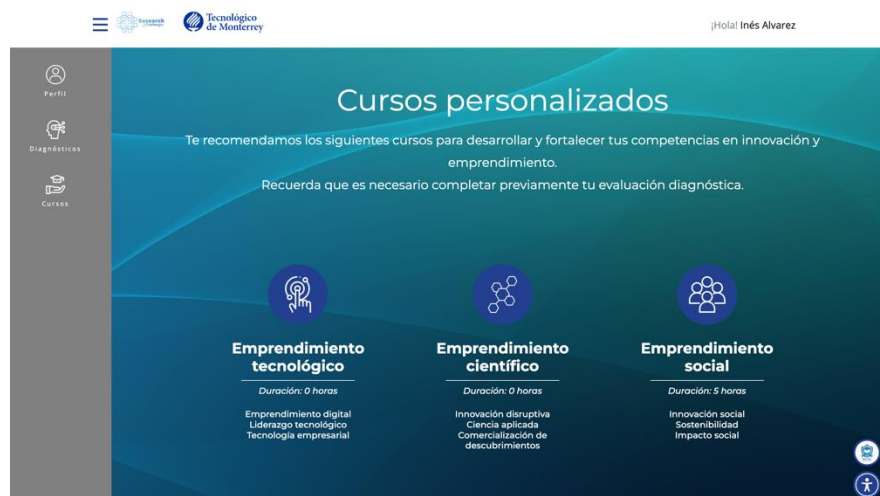 Research
Tecnológico
de Monterrey
¡Hola! Inés Alvarez
Perfil
Diagnósticos
Cursos
Cursos personalizados
Te recomendamos los siguientes cursos para desarrollar y fortalecer tus competencias en innovación y
emprendimiento.
Recuerda que es necesario completar previamente tu evaluación diagnóstica.
Emprendimiento
tecnológico
Duración: 0 horas
Emprendimiento digital
Liderazgo tecnológico
Tecnología empresarial
Emprendimiento
científico
Duración: 0 horas
Innovación disruptiva
Ciencia aplicada
Comercialización de
descubrimientos
Emprendimiento
social
Duración: 5 horas
Innovación social
Sostenibilidad
Impacto social